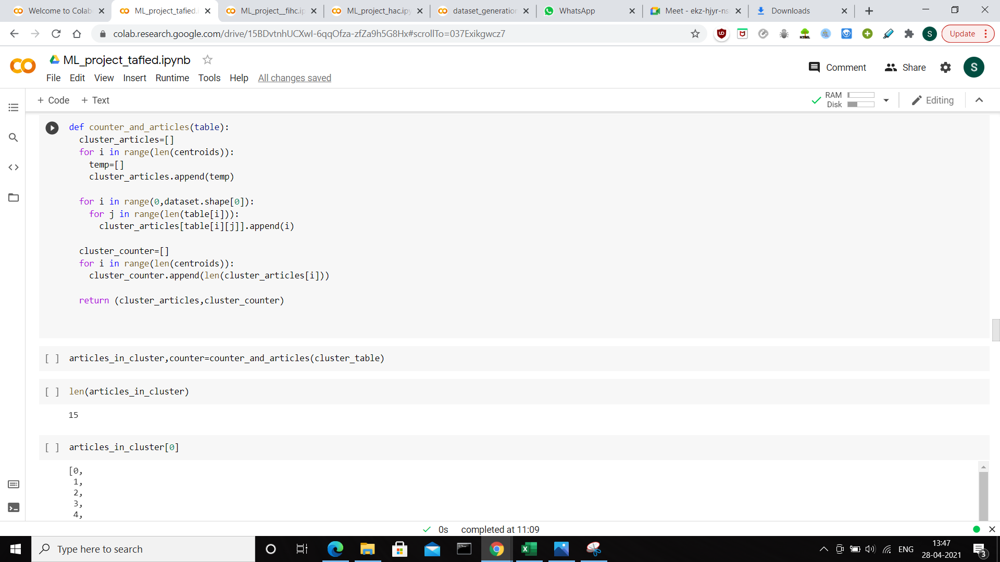 Welcome to Colab
ML_project_tafied.i
ML_project__fihc.ip
ML_project_hac.ipy
dataset_generation
WhatsApp
Meet - ekz-hjyr-ns
Downloads
colab.research.google.com/drive/15BDvtnhUCXwI-6qqOfza-zfZa9h5G8Hx#scrollTo=037Exikgwcz7
HTML
S
Update
ML_project_tafied.ipynb
Comment
Share
S
File Edit View Insert Runtime Tools Help All changes saved
+ Code + Text
RAM
Disk
Editing
def counter_and_articles(table):
  cluster_articles=[]
  for i in range(len(centroids)):
    temp=[]
    cluster_articles.append(temp)
  for i in range(0,dataset.shape[0]):
    for j in range(len(table[i])):
      cluster_articles[table[i][j]].append(i)
  cluster_counter=[]
  for i in range(len(centroids)):
    cluster_counter.append(len(cluster_articles[i]))
  return (cluster_articles,cluster_counter)
[ ] articles_in_cluster,counter=counter_and_articles(cluster_table)
[ ] len(articles_in_cluster)
15
[ ] articles_in_cluster[0]
[0,
1,
2,
3,
4,
0s completed at 11:09
Type here to search
ENG
13:47
28-04-2021
3